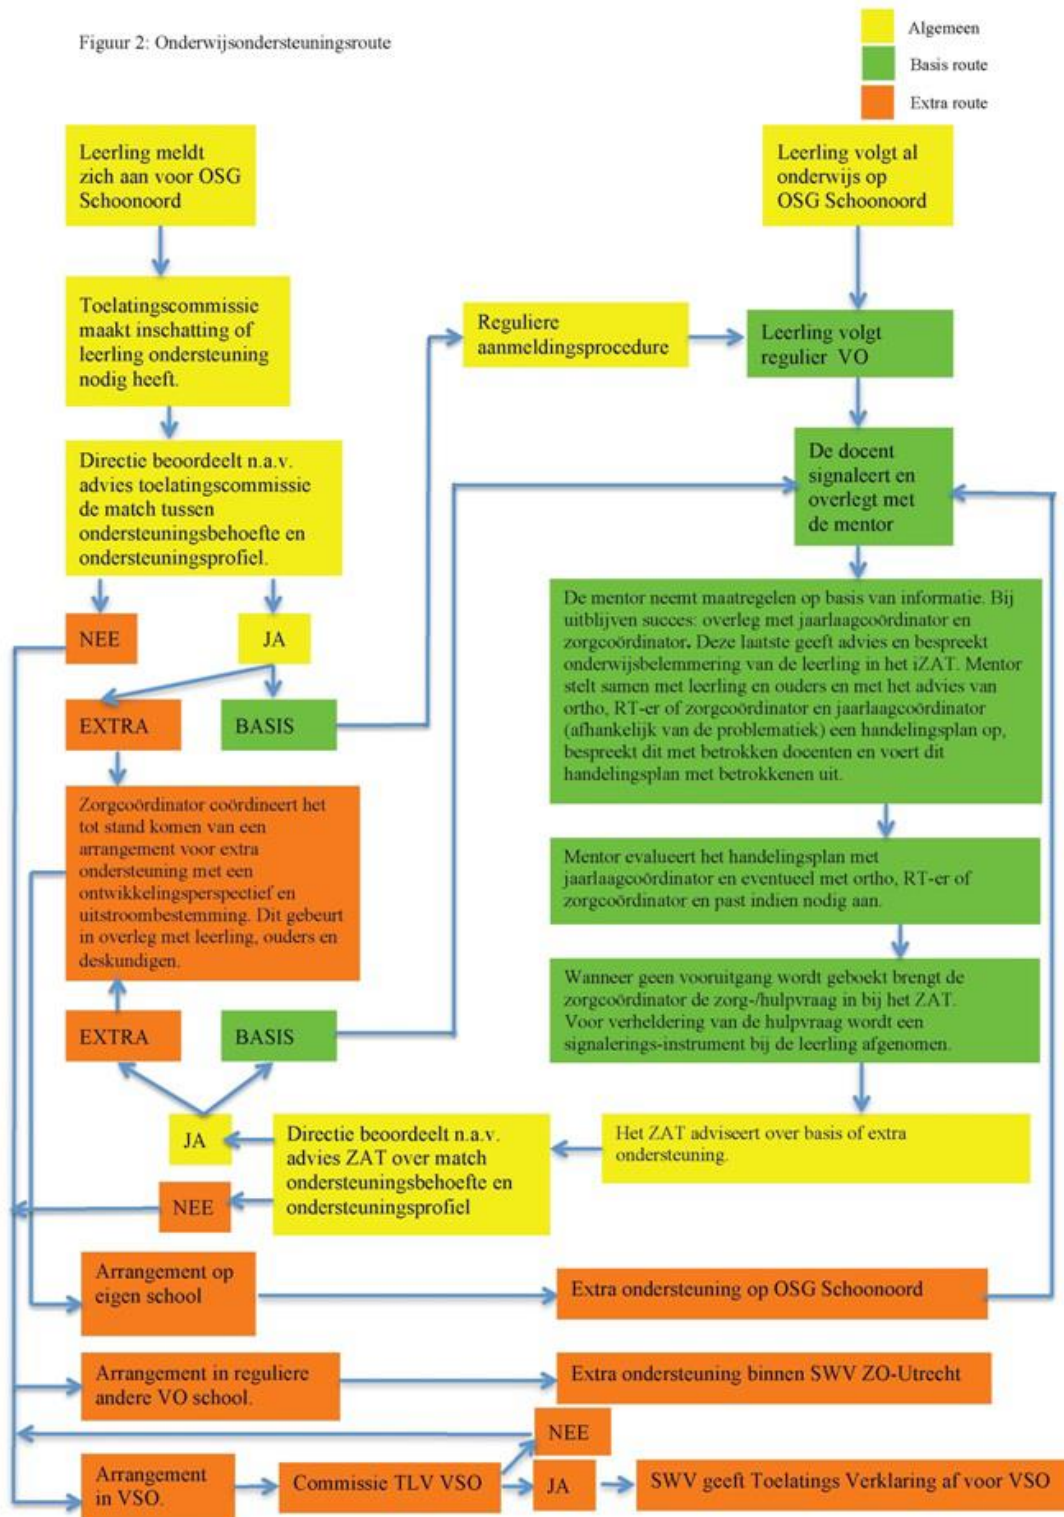 Figuur 2: Onderwijsondersteuningsroute
Algemeen
Basis route
Extra route
Leerling meldt
zich aan voor OSG
Schoonoord
Leerling volgt al
onderwijs op
OSG Schoonoord
Toelatingscommissie
maakt inschatting of
leerling ondersteuning
nodig heeft.
Reguliere
aanmeldingsprocedure
Leerling volgt
regulier VO
Directie beoordeelt n.a.v.
advies toelatingscommissie
de match tussen
ondersteuningsbehoefte en
ondersteuningsprofiel.
De docent
signaleert en
overlegt met
de mentor
NEE
JA
EXTRA
BASIS
De mentor neemt maatregelen op basis van informatie. Bij
uitblijven succes: overleg met jaarlaagcoördinator en
zorgcoördinator. Deze laatste geeft advies en bespreekt
onderwijsbelemmering van de leerling in het iZAT. Mentor
stelt samen met leerling en ouders en met het advies van
ortho, RT-er of zorgcoördinator en jaarlaagcoördinator
(afhankelijk van de problematiek) een handelingsplan op,
bespreekt dit met betrokken docenten en voert dit
handelingsplan met betrokkenen uit.
Zorgcoördinator coördineert het
tot stand komen van een
arrangement voor extra
ondersteuning met een
ontwikkelingsperspectief en
uitstroombestemming. Dit gebeurt
in overleg met leerling, ouders en
deskundigen.
Mentor evalueert het handelingsplan met
jaarlaagcoördinator en eventueel met ortho, RT-er of
zorgcoördinator en past indien nodig aan.
Wanneer geen vooruitgang wordt geboekt brengt de
zorgcoördinator de zorg-/hulpvraag in bij het ZAT.
Voor verheldering van de hulpvraag wordt een
signalerings-instrument bij de leerling afgenomen.
EXTRA
BASIS
JA
NEE
Directie beoordeelt n.a.v.
advies ZAT over match
ondersteuningsbehoefte en
ondersteuningsprofiel
Het ZAT adviseert over basis of extra
ondersteuning.
Arrangement op
eigen school
Extra ondersteuning op OSG Schoonoord
Arrangement in reguliere
andere VO school.
Extra ondersteuning binnen SWV ZO-Utrecht
NEE
Arrangement
in VSO.
Commissie TLV VSO
JA
SWV geeft Toelatings Verklaring af voor VSO